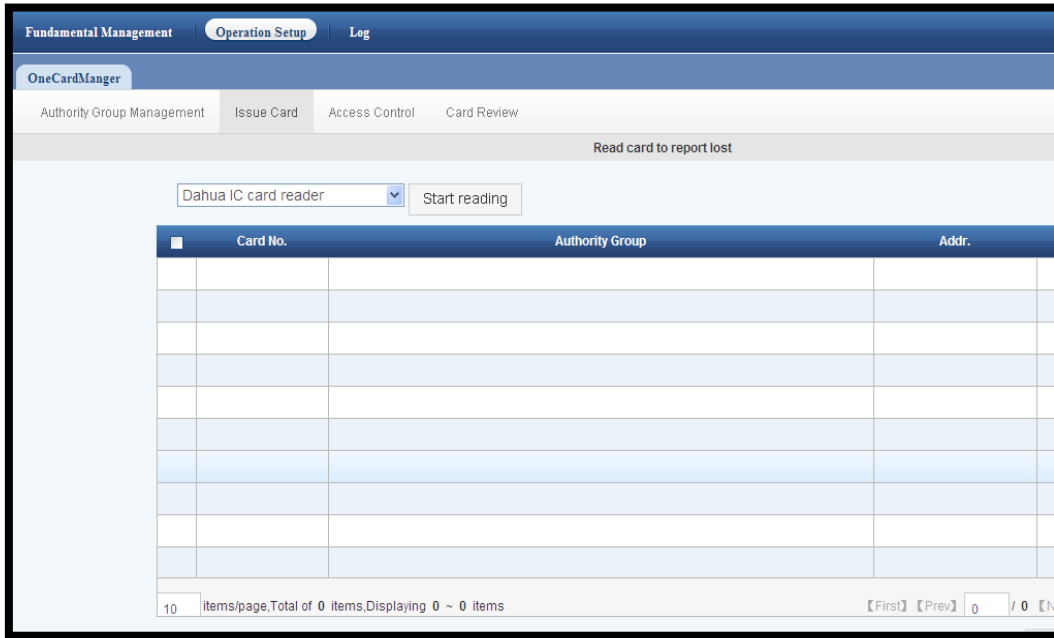 Fundamental Management Operation Setup Log
OneCardManger
Authority Group Management Issue Card Access Control Card Review
Read card to report lost
Dahua IC card reader Start reading
Card No. Authority Group Addr.
10 items/page,Total of 0 items,Displaying 0 ~ 0 items 【First】 【Prev】 0 / 0 【N